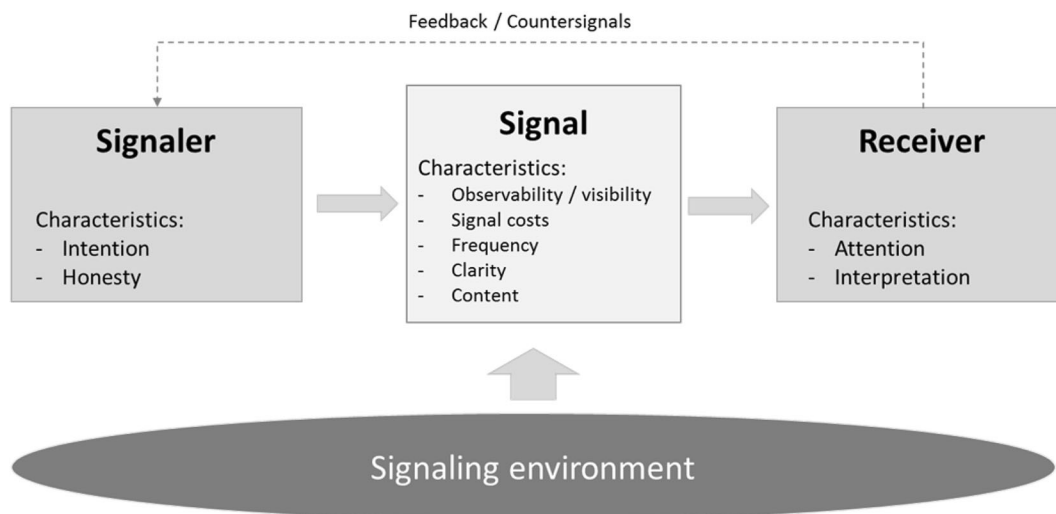 Feedback / Countersignals
Signaler
Characteristics:
- Intention
- Honesty
Signal
Characteristics:
- Observability / visibility
- Signal costs
- Frequency
- Clarity
- Content
Receiver
Characteristics:
- Attention
- Interpretation
Signaling environment